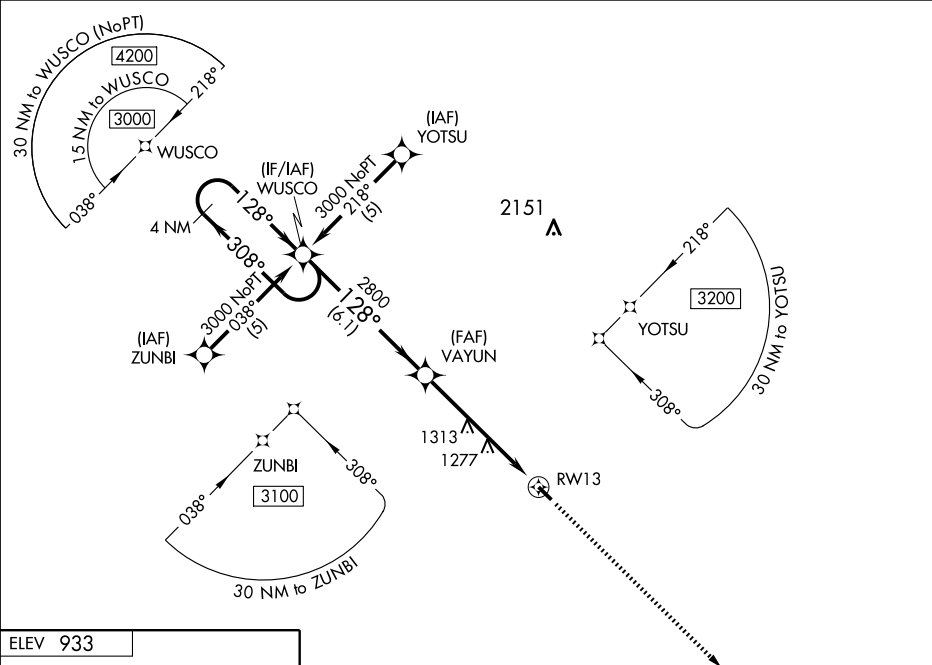 30 NM to WUSCO (NoPT)
4200
15 NM to WUSCO
218°
3000
WUSCO
038°
(IAF)
YOTSU
(IF/IAF)
WUSCO
3000 NoPT
218°
(5)
128°
4 NM
308°
2151
3000 NoPT
038°
(5)
(IAF)
ZUNBI
2800
128°
(6.1)
(FAF)
VAYUN
218°
3200
YOTSU
30 NM to YOTSU
308°
1313
1277
RW13
ZUNBI
308°
3100
038°
30 NM to ZUNBI
ELEV 933